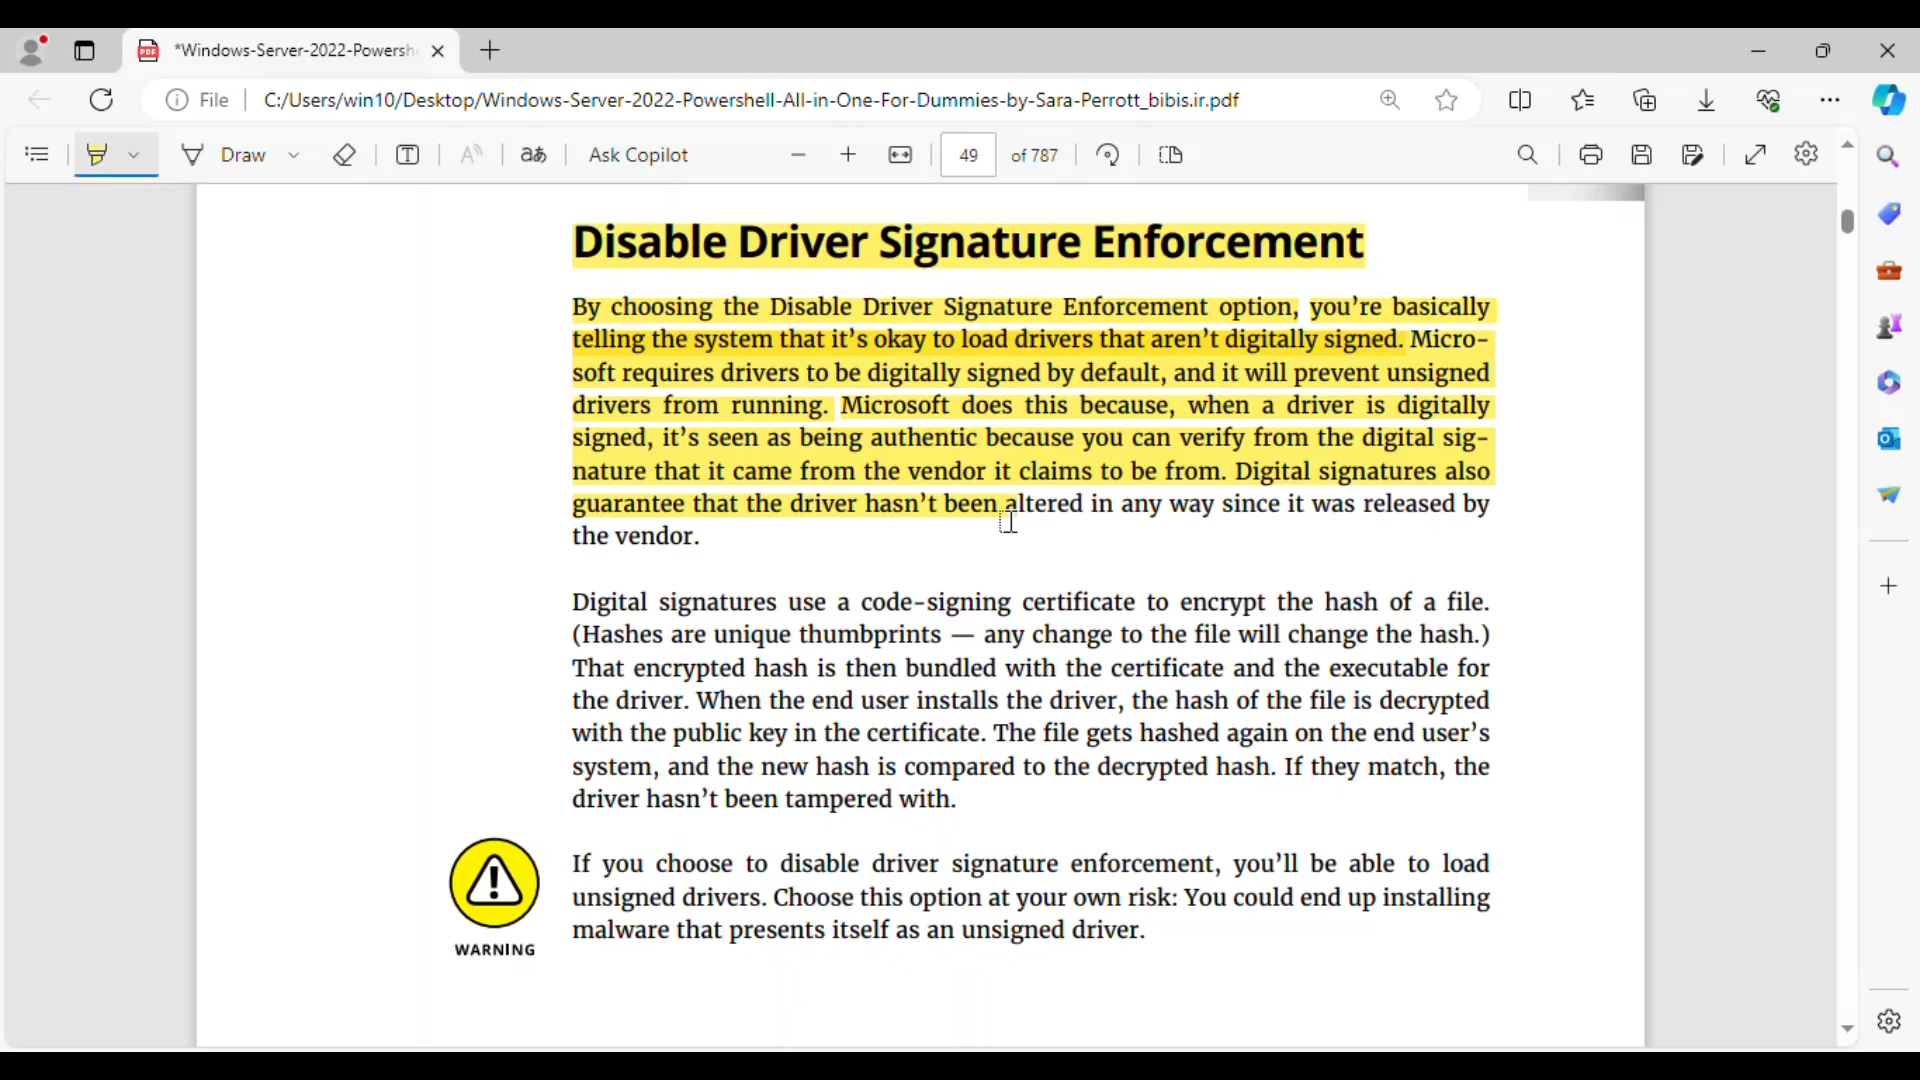 *Windows-Server-2022-Powersh
File
C:/Users/win10/Desktop/Windows-Server-2022-Powershell-All-in-One-For-Dummies-by-Sara-Perrott_bibis.ir.pdf
Draw
Ask Copilot
49
of 787
Disable Driver Signature Enforcement
By choosing the Disable Driver Signature Enforcement option, you’re basically
telling the system that it’s okay to load drivers that aren’t digitally signed. Micro-
soft requires drivers to be digitally signed by default, and it will prevent unsigned
drivers from running. Microsoft does this because, when a driver is digitally
signed, it’s seen as being authentic because you can verify from the digital sig-
nature that it came from the vendor it claims to be from. Digital signatures also
guarantee that the driver hasn’t been altered in any way since it was released by
the vendor.
Digital signatures use a code-signing certificate to encrypt the hash of a file.
(Hashes are unique thumbprints — any change to the file will change the hash.)
That encrypted hash is then bundled with the certificate and the executable for
the driver. When the end user installs the driver, the hash of the file is decrypted
with the public key in the certificate. The file gets hashed again on the end user’s
system, and the new hash is compared to the decrypted hash. If they match, the
driver hasn’t been tampered with.
WARNING
If you choose to disable driver signature enforcement, you’ll be able to load
unsigned drivers. Choose this option at your own risk: You could end up installing
malware that presents itself as an unsigned driver.